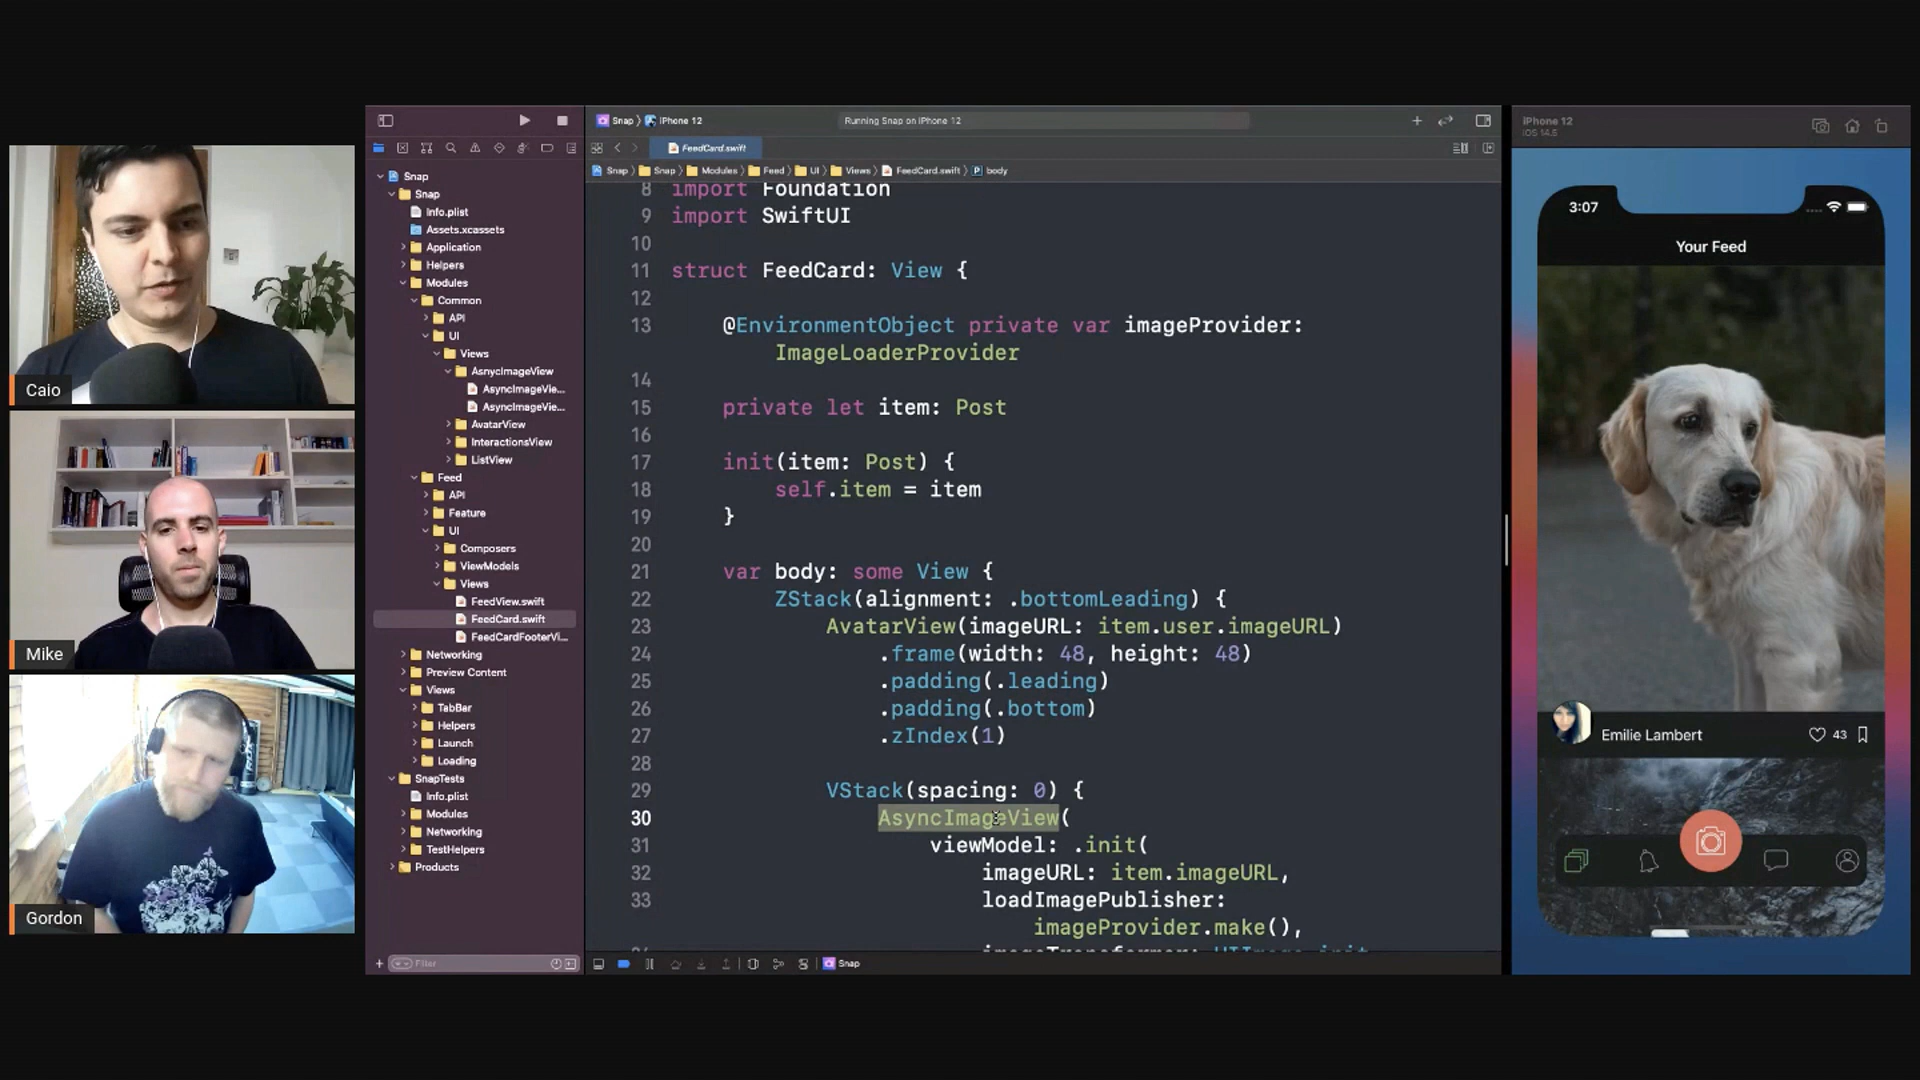 Caio
Mike
Gordon
Snap
Snap
Info.plist
Assets.xcassets
Application
Helpers
Modules
Common
API
UI
Views
AsnycImageView
AsyncImageVie...
AsyncImageVie...
AvatarView
InteractionsView
ListView
Feed
API
Feature
UI
Composers
ViewModels
Views
FeedView.swift
FeedCard.swift
FeedCardFooterVi...
Networking
Preview Content
Views
TabBar
Helpers
Launch
Loading
SnapTests
Info.plist
Modules
Networking
TestHelpers
Products
Filter
Snap iPhone 12
Running Snap on iPhone 12
FeedCard.swift
Snap Snap Modules Feed UI Views FeedCard.swift P body
8 import Foundation
9 import SwiftUI
10
11 struct FeedCard: View {
12
13 @EnvironmentObject private var imageProvider:
ImageLoaderProvider
14
15 private let item: Post
16
17 init(item: Post) {
18 self.item = item
19 }
20
21 var body: some View {
22 ZStack(alignment: .bottomLeading) {
23 AvatarView(imageURL: item.user.imageURL)
24 .frame(width: 48, height: 48)
25 .padding(.leading)
26 .padding(.bottom)
27 .zIndex(1)
28
29 VStack(spacing: 0) {
30 AsyncImageView(
31 viewModel: .init(
32 imageURL: item.imageURL,
33 loadImagePublisher:
imageProvider.make(),
Snap
iPhone 12
iOS 14.5
3:07
Your Feed
Emilie Lambert
43